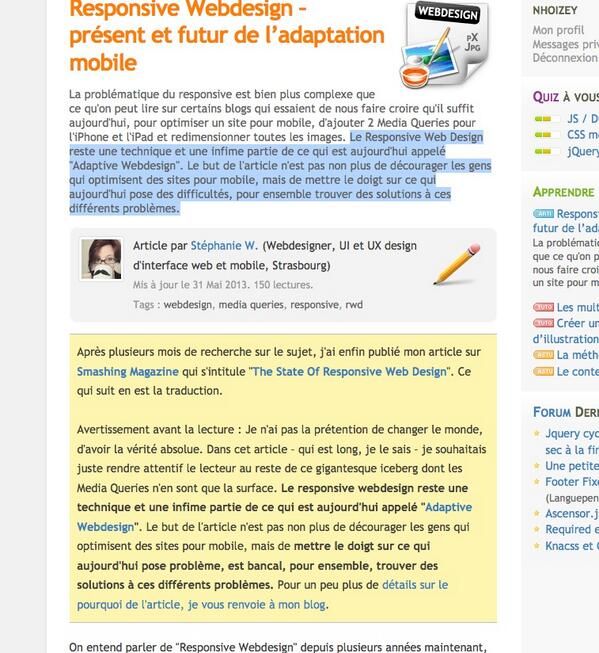 Responsive Webdesign –
présent et futur de l’adaptation
mobile
WEBDESIGN
pX
JPG
La problématique du responsive est bien plus complexe que
ce qu'on peut lire sur certains blogs qui essaient de nous faire croire qu'il suffit
aujourd'hui, pour optimiser un site pour mobile, d'ajouter 2 Media Queries pour
l'iPhone et l'iPad et redimensionner toutes les images. Le Responsive Web Design
reste une technique et une infime partie de ce qui est aujourd'hui appelé
"Adaptive Webdesign". Le but de l'article n'est pas non plus de décourager les gens
qui optimisent des sites pour mobile, mais de mettre le doigt sur ce qui
aujourd'hui pose des difficultés, pour ensemble trouver des solutions à ces
différents problèmes.
Article par Stéphanie W. (Webdesigner, UI et UX design
d'interface web et mobile, Strasbourg)
Mis à jour le 31 Mai 2013. 150 lectures.
Tags : webdesign, media queries, responsive, rwd
Après plusieurs mois de recherche sur le sujet, j'ai enfin publié mon article sur
Smashing Magazine qui s'intitule "The State Of Responsive Web Design". Ce
qui suit en est la traduction.
Avertissement avant la lecture : Je n'ai pas la prétention de changer le monde,
d'avoir la vérité absolue. Dans cet article – qui est long, je le sais – je souhaitais
juste rendre attentif le lecteur au reste de ce gigantesque iceberg dont les
Media Queries n'en sont que la surface. Le responsive webdesign reste une
technique et une infime partie de ce qui est aujourd'hui appelé "Adaptive
Webdesign". Le but de l'article n'est pas non plus de décourager les gens qui
optimisent des sites pour mobile, mais de mettre le doigt sur ce qui
aujourd'hui pose problème, est bancal, pour ensemble, trouver des
solutions à ces différents problèmes. Pour un peu plus de détails sur le
pourquoi de l'article, je vous renvoie à mon blog.
On entend parler de "Responsive Webdesign" depuis plusieurs années maintenant,
NHOIZEY
Mon profil
Messages priv
Déconnexion
QUIZ À VOUS
JS / D
CSS m
jQuery
APPRENDRE
ARTI Respons
futur de l'ada
La problématic
que ce qu'on p
nous faire croi
un site pour m
TUTO Les mult
TUTO Créer un
d'illustration
ASTU La métho
ASTU Le conte
FORUM DERN
Jquery cyc
sec à la fin
Une petite
Footer Fixe
(Languepen
Ascensor.j
Required e
Knacss et